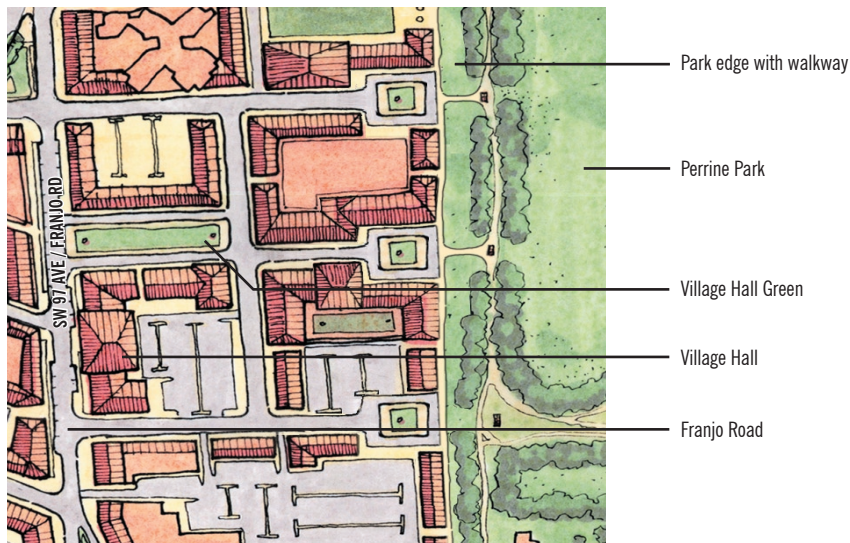 Park edge with walkway
Perrine Park
SW 97 AVE / FRANJO RD
Village Hall Green
Village Hall
Franjo Road